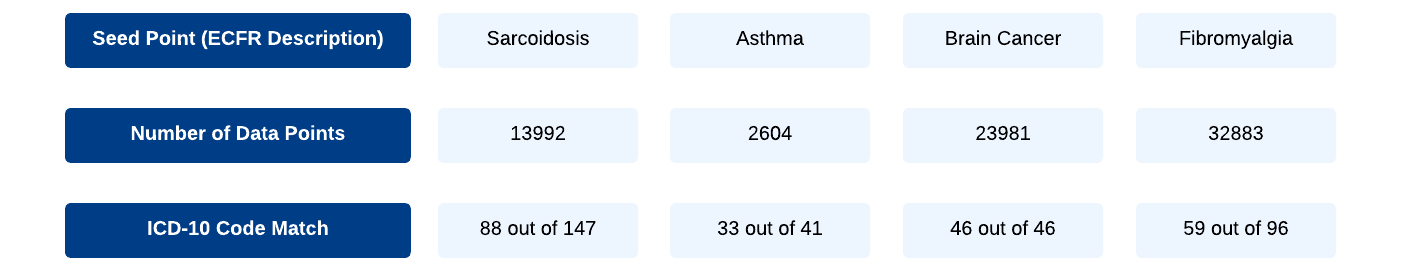 Seed Point (ECFR Description) Sarcoidosis Asthma Brain Cancer Fibromyalgia
Number of Data Points 13992 2604 23981 32883
ICD-10 Code Match 88 out of 147 33 out of 41 46 out of 46 59 out of 96